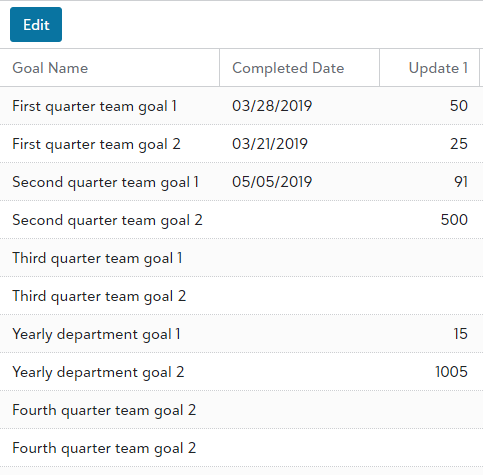 Edit
Goal Name Completed Date Update 1
First quarter team goal 1 03/28/2019 50
First quarter team goal 2 03/21/2019 25
Second quarter team goal 1 05/05/2019 91
Second quarter team goal 2 500
Third quarter team goal 1
Third quarter team goal 2
Yearly department goal 1 15
Yearly department goal 2 1005
Fourth quarter team goal 2
Fourth quarter team goal 2